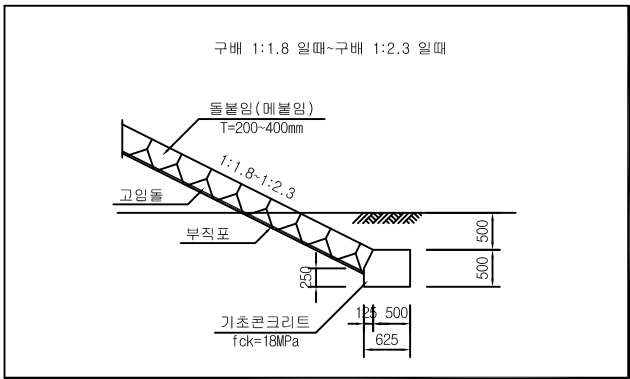 구배 1:1.8 일때~구배 1:2.3 일때
돌붙임(메붙임)
T=200~400mm
1:1.8~1:2.3
고임돌
부직포
500
500
250
기초콘크리트
fck=18MPa
125 500
625